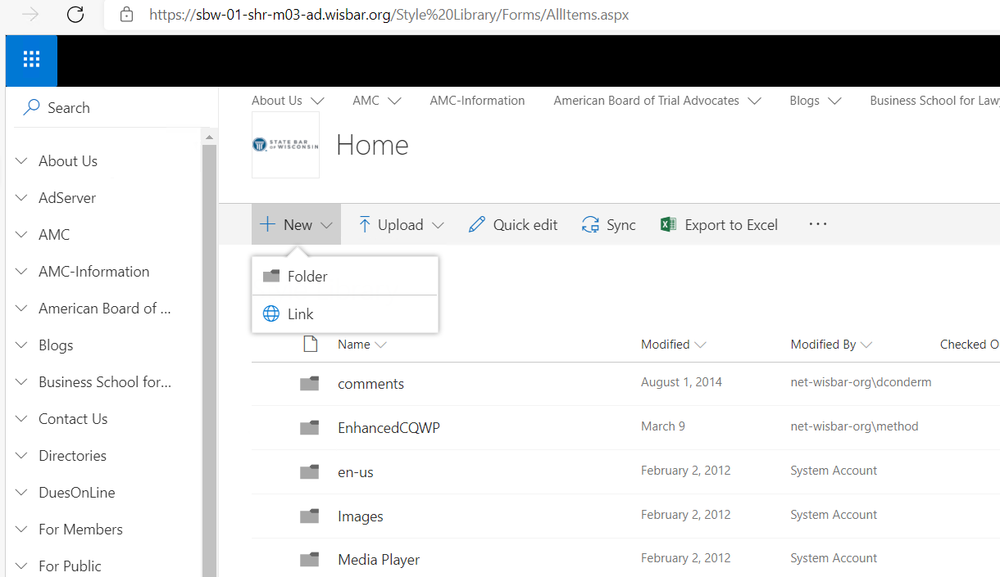 https://sbw-01-shr-m03-ad.wisbar.org/Style%20Library/Forms/AllItems.aspx
Search
About Us
AdServer
AMC
AMC-Information
American Board of ...
Blogs
Business School for...
Contact Us
Directories
DuesOnLine
For Members
For Public
About Us AMC AMC-Information American Board of Trial Advocates Blogs Business School for Lawy
STATE BAR
OF WISCONSIN
Home
New Upload Quick edit Sync Export to Excel ...
Folder
Link
Name Modified Modified By Checked O
comments August 1, 2014 net-wisbar-org\dconderm
EnhancedCQWP March 9 net-wisbar-org\method
en-us February 2, 2012 System Account
Images February 2, 2012 System Account
Media Player February 2, 2012 System Account